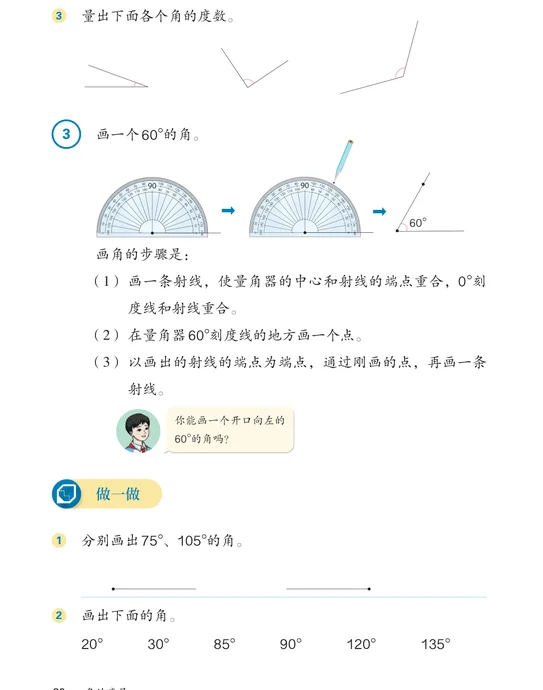 3 量出下面各个角的度数。
3 画一个60°的角。
90
90
60°
画角的步骤是：
（1）画一条射线，使量角器的中心和射线的端点重合，0°刻
度线和射线重合。
（2）在量角器60°刻度线的地方画一个点。
（3）以画出的射线的端点为端点，通过刚画的点，再画一条
射线。
你能画一个开口向左的
60°的角吗？
做一做
1 分别画出75°、105°的角。
2 画出下面的角。
20° 30° 85° 90° 120° 135°